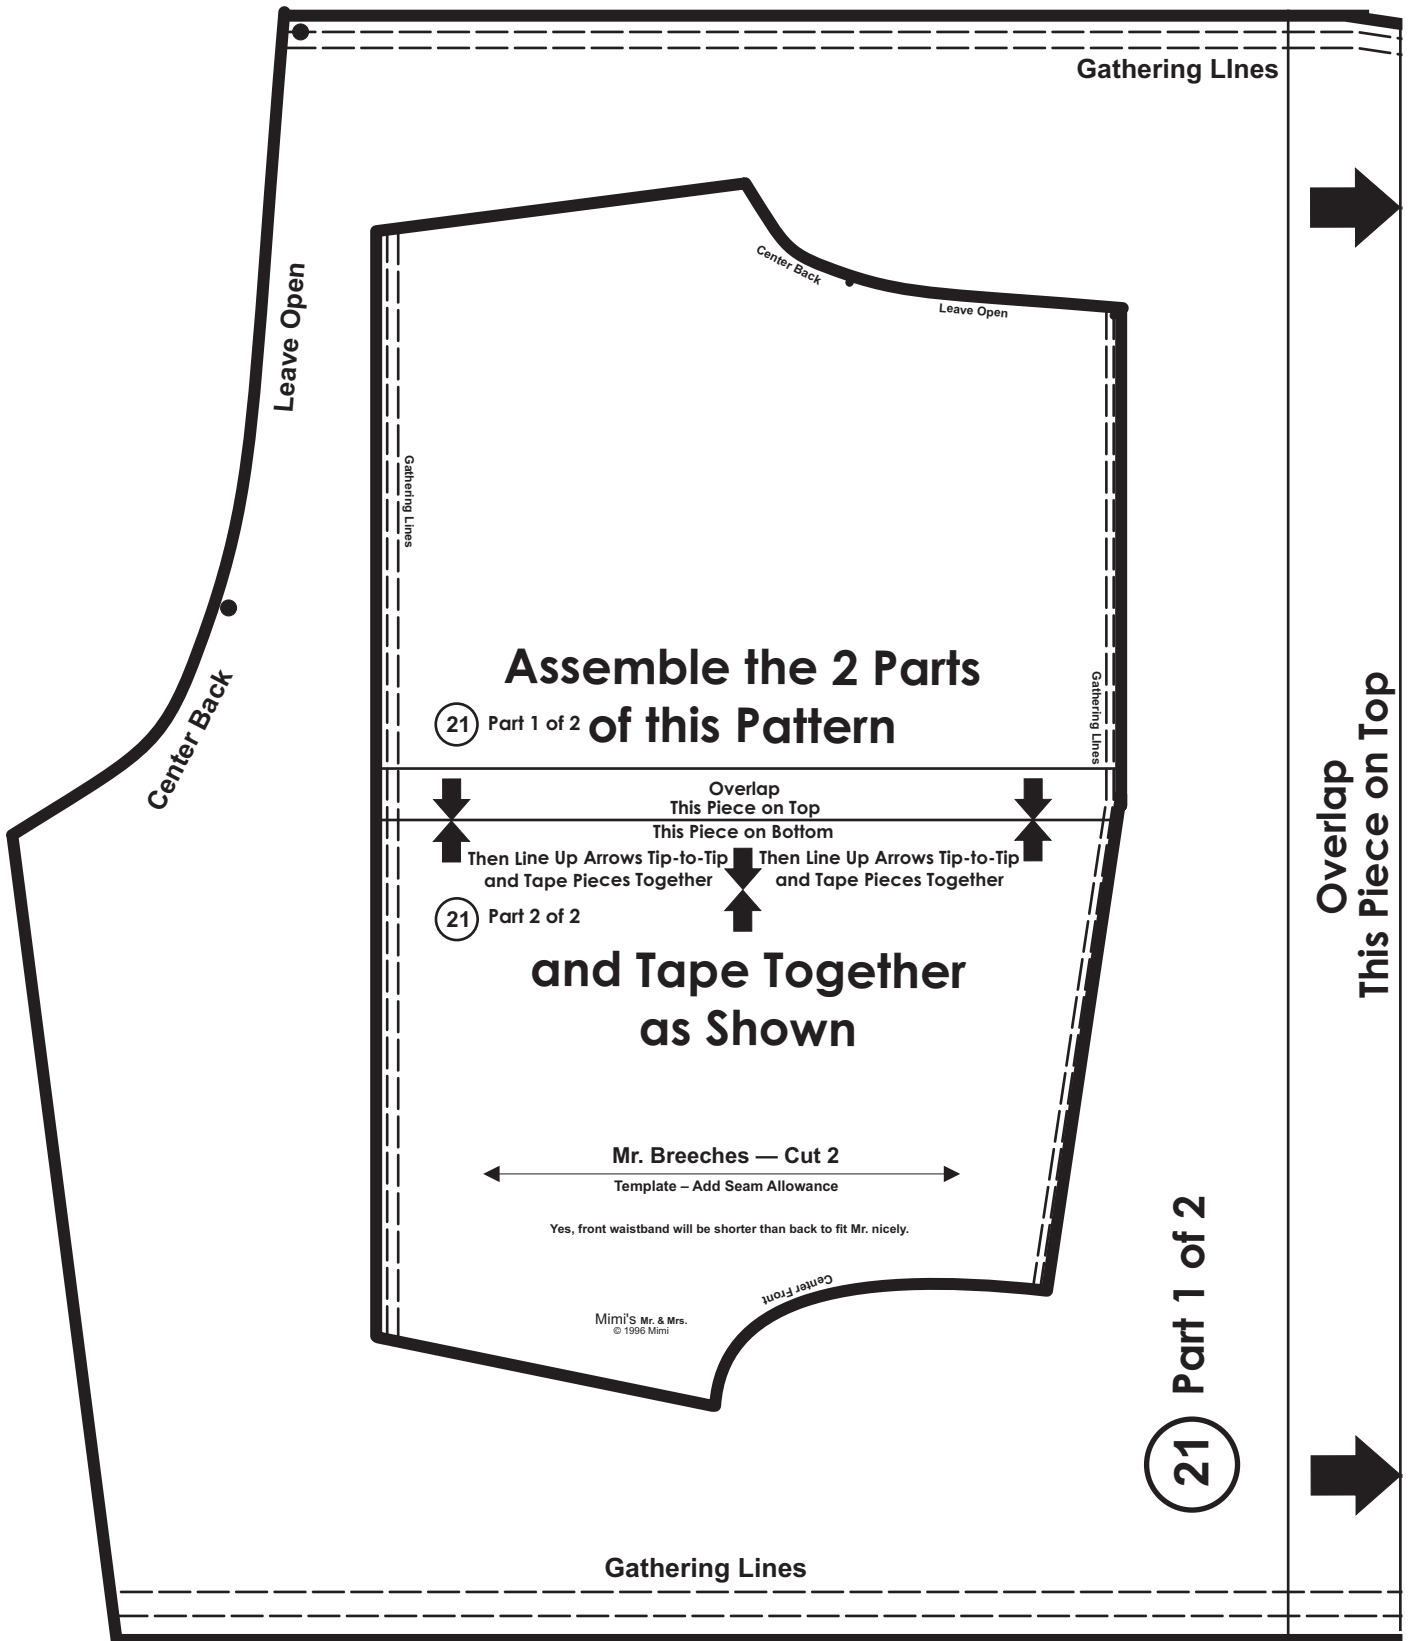 Gathering LInes
Leave Open
Center Back
Center Back
Leave Open
Gathering Lines
Gathering LInes
Assemble the 2 Parts
of this Pattern
21 Part 1 of 2
Overlap
This Piece on Top
This Piece on Bottom
Then Line Up Arrows Tip-to-Tip
and Tape Pieces Together
Then Line Up Arrows Tip-to-Tip
and Tape Pieces Together
21 Part 2 of 2
and Tape Together
as Shown
Mr. Breeches — Cut 2
Template – Add Seam Allowance
Yes, front waistband will be shorter than back to fit Mr. nicely.
Center Front
Mimi's Mr. & Mrs.
© 1996 Mimi
Overlap
This Piece on Top
21 Part 1 of 2
Gathering Lines